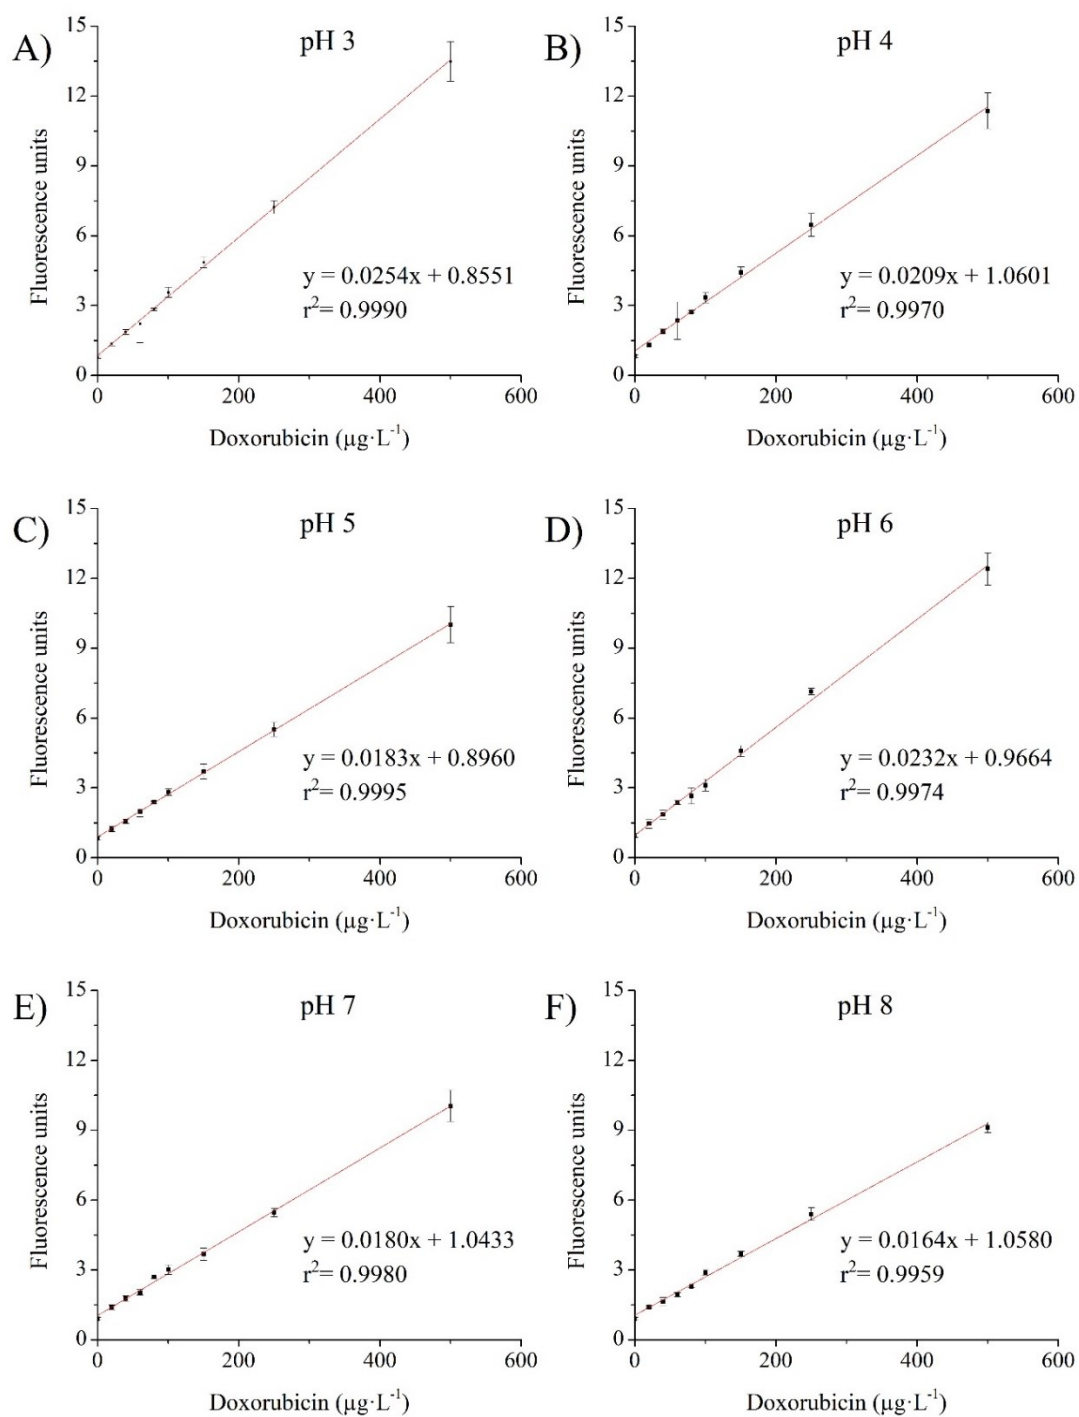 A)
pH 3
15
12
9
6
3
0
Fluorescence units
y = 0.0254x + 0.8551
r²= 0.9990
0 200 400 600
Doxorubicin (µg·L⁻¹)
B)
pH 4
15
12
9
6
3
0
Fluorescence units
y = 0.0209x + 1.0601
r²= 0.9970
0 200 400 600
Doxorubicin (µg·L⁻¹)
C)
pH 5
15
12
9
6
3
0
Fluorescence units
y = 0.0183x + 0.8960
r²= 0.9995
0 200 400 600
Doxorubicin (µg·L⁻¹)
D)
pH 6
15
12
9
6
3
0
Fluorescence units
y = 0.0232x + 0.9664
r²= 0.9974
0 200 400 600
Doxorubicin (µg·L⁻¹)
E)
pH 7
15
12
9
6
3
0
Fluorescence units
y = 0.0180x + 1.0433
r²= 0.9980
0 200 400 600
Doxorubicin (µg·L⁻¹)
F)
pH 8
15
12
9
6
3
0
Fluorescence units
y = 0.0164x + 1.0580
r²= 0.9959
0 200 400 600
Doxorubicin (µg·L⁻¹)